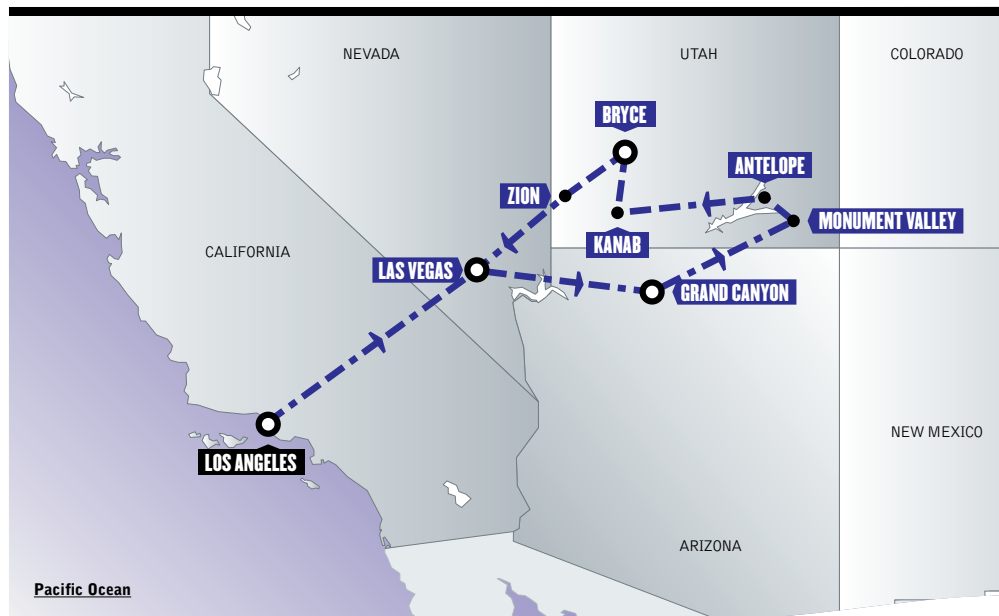 NEVADA
UTAH
COLORADO
BRYCE
ANTELOPE
ZION
MONUMENT VALLEY
KANAB
CALIFORNIA
LAS VEGAS
GRAND CANYON
NEW MEXICO
LOS ANGELES
ARIZONA
Pacific Ocean